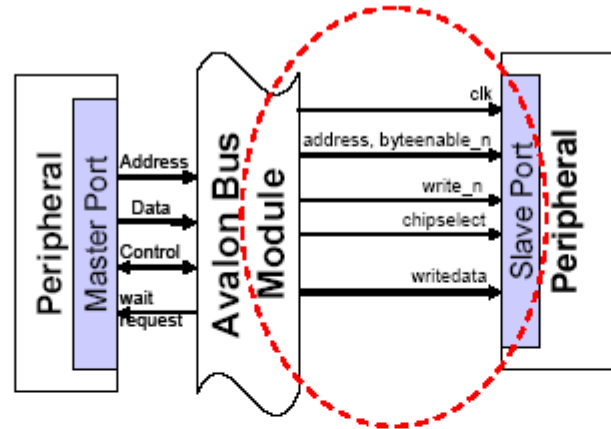 Peripheral
Master Port
Address
Data
Control
wait
request
Avalon Bus
Module
clk
address, byteenable_n
write_n
chipselect
writedata
Slave Port
Peripheral